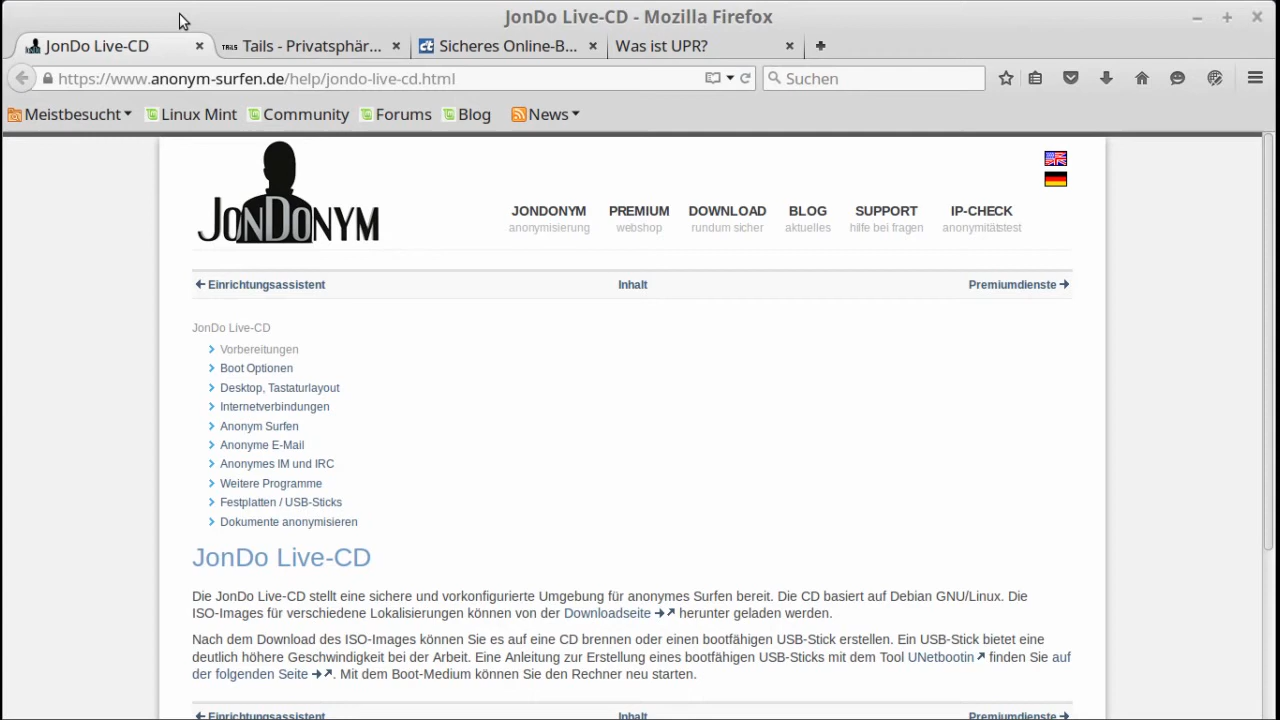 JonDo Live-CD - Mozilla Firefox
JonDo Live-CD
TAILS Tails - Privatsphär...
c't Sicheres Online-B...
Was ist UPR?
https://www.anonym-surfen.de/help/jondo-live-cd.html
Suchen
Meistbesucht
Linux Mint
Community
Forums
Blog
News
JONDONYM
JONDONYM PREMIUM DOWNLOAD BLOG SUPPORT IP-CHECK
anonymisierung webshop rundum sicher aktuelles hilfe bei fragen anonymitätstest
Einrichtungsassistent Inhalt Premiumdienste
JonDo Live-CD
Vorbereitungen
Boot Optionen
Desktop, Tastaturlayout
Internetverbindungen
Anonym Surfen
Anonyme E-Mail
Anonymes IM und IRC
Weitere Programme
Festplatten / USB-Sticks
Dokumente anonymisieren
JonDo Live-CD
Die JonDo Live-CD stellt eine sichere und vorkonfigurierte Umgebung für anonymes Surfen bereit. Die CD basiert auf Debian GNU/Linux. Die
ISO-Images für verschiedene Lokalisierungen können von der Downloadseite herunter geladen werden.
Nach dem Download des ISO-Images können Sie es auf eine CD brennen oder einen bootfähigen USB-Stick erstellen. Ein USB-Stick bietet eine
deutlich höhere Geschwindigkeit bei der Arbeit. Eine Anleitung zur Erstellung eines bootfähigen USB-Sticks mit dem Tool UNetbootin finden Sie auf
der folgenden Seite . Mit dem Boot-Medium können Sie den Rechner neu starten.
Einrichtungsassistent Inhalt Premiumdienste